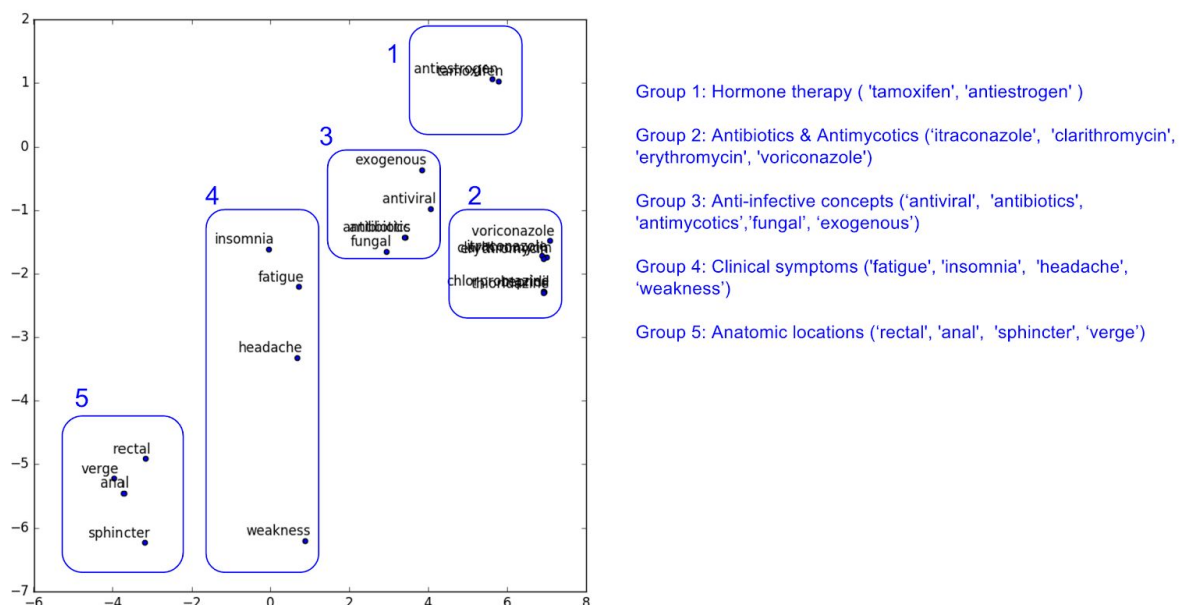 2
1
0
−1
−2
−3
−4
−5
−6
−7
−6
−4
−2
0
2
4
6
8
1
antiestrogen
tamoxifen
3
exogenous
antiviral
antibiotics
fungal
4
insomnia
fatigue
headache
weakness
2
voriconazole
itraconazole
erythromycin
5
rectal
verge
anal
sphincter
Group 1: Hormone therapy ( 'tamoxifen', 'antiestrogen' )
Group 2: Antibiotics & Antimycotics (‘itraconazole', 'clarithromycin',
'erythromycin', 'voriconazole')
Group 3: Anti-infective concepts (‘antiviral', 'antibiotics',
'antimycotics','fungal', ‘exogenous’)
Group 4: Clinical symptoms ('fatigue', 'insomnia', 'headache',
‘weakness’)
Group 5: Anatomic locations (‘rectal', 'anal', 'sphincter', ‘verge’)